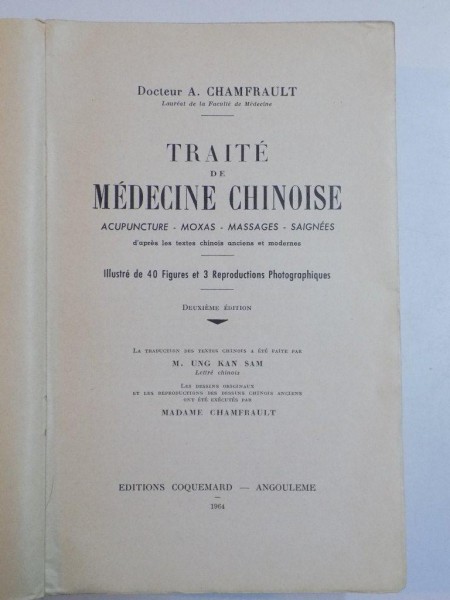 Docteur A. CHAMFRAULT
Lauréat de la Faculté de Médecine
TRAITÉ
DE
MÉDECINE CHINOISE
ACUPUNCTURE - MOXAS - MASSAGES - SAIGNÉES
d'après les textes chinois anciens et modernes
Illustré de 40 Figures et 3 Reproductions Photographiques
DEUXIÈME ÉDITION
LA TRADUCTION DES TEXTES CHINOIS A ÉTÉ FAITE PAR
M. UNG KAN SAM
Lettré chinois
LES DESSINS ORIGINAUX
ET LES REPRODUCTIONS DES DESSINS CHINOIS ANCIENS
ONT ÉTÉ EXÉCUTÉS PAR
MADAME CHAMFRAULT
EDITIONS COQUEMARD — ANGOULEME
1964